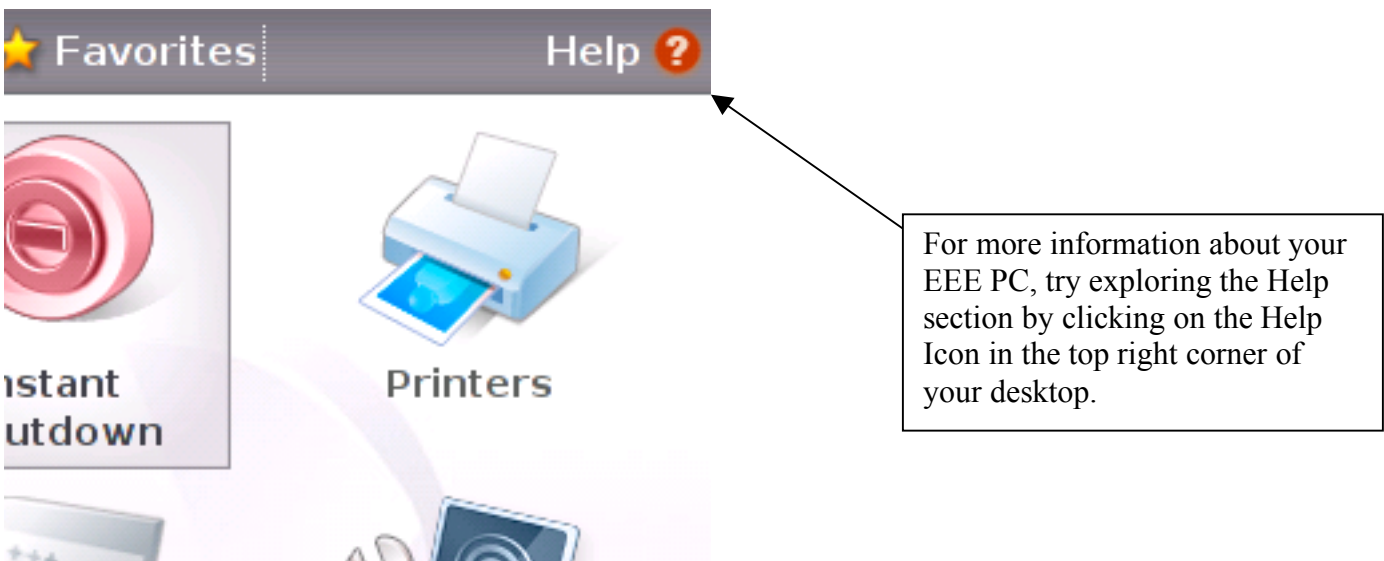 Favorites Help ?
For more information about your
EEE PC, try exploring the Help
section by clicking on the Help
Icon in the top right corner of
your desktop.
nstant
utdown
Printers